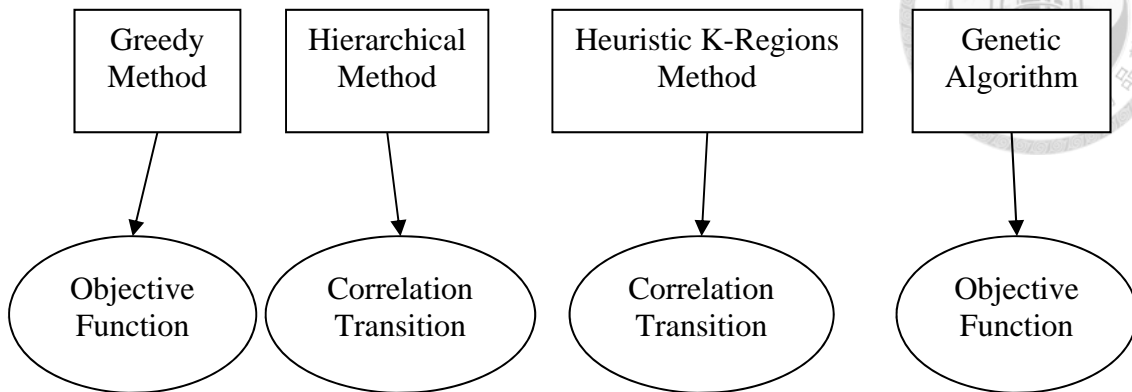 Greedy
Method
Hierarchical
Method
Heuristic K-Regions
Method
Genetic
Algorithm
Objective
Function
Correlation
Transition
Correlation
Transition
Objective
Function